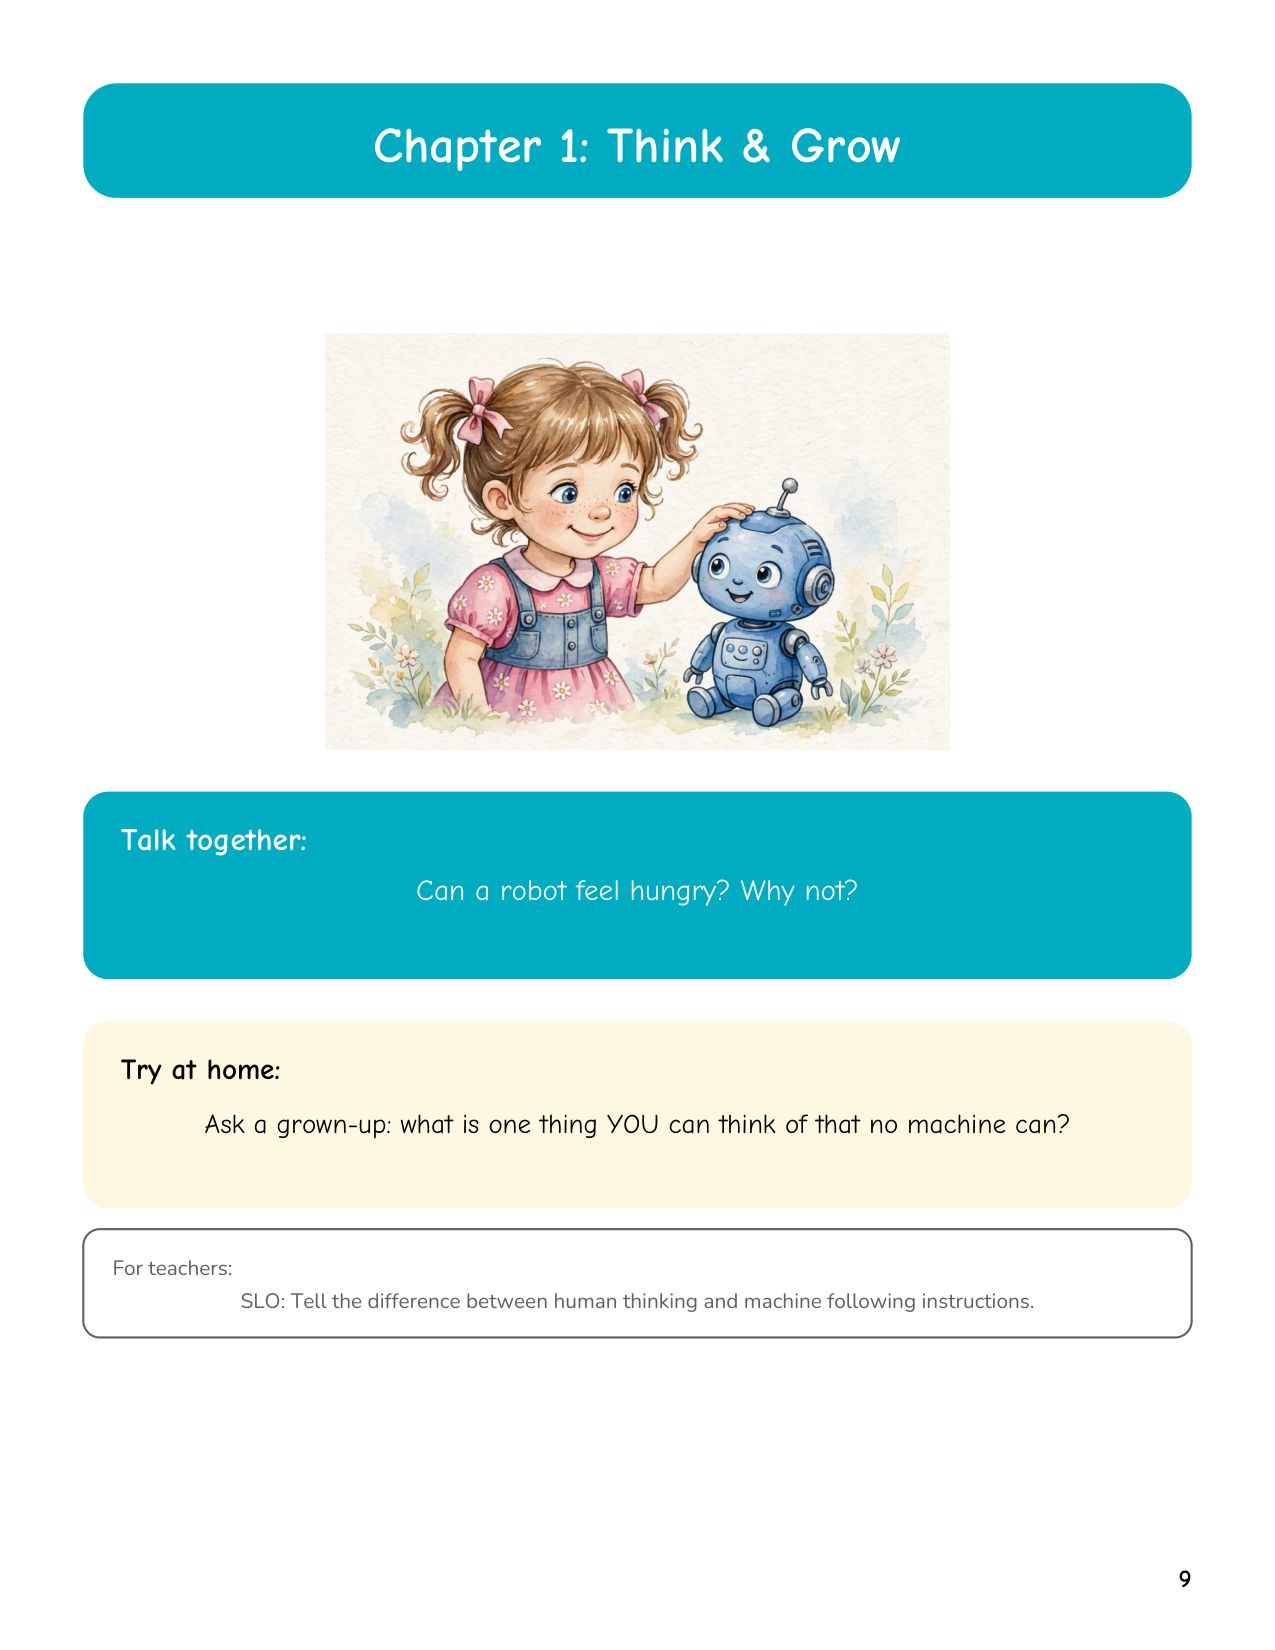 Chapter 1: Think & Grow
Talk together:
Can a robot feel hungry? Why not?
Try at home:
Ask a grown-up: what is one thing YOU can think of that no machine can?
For teachers:
SLO: Tell the difference between human thinking and machine following instructions.
9